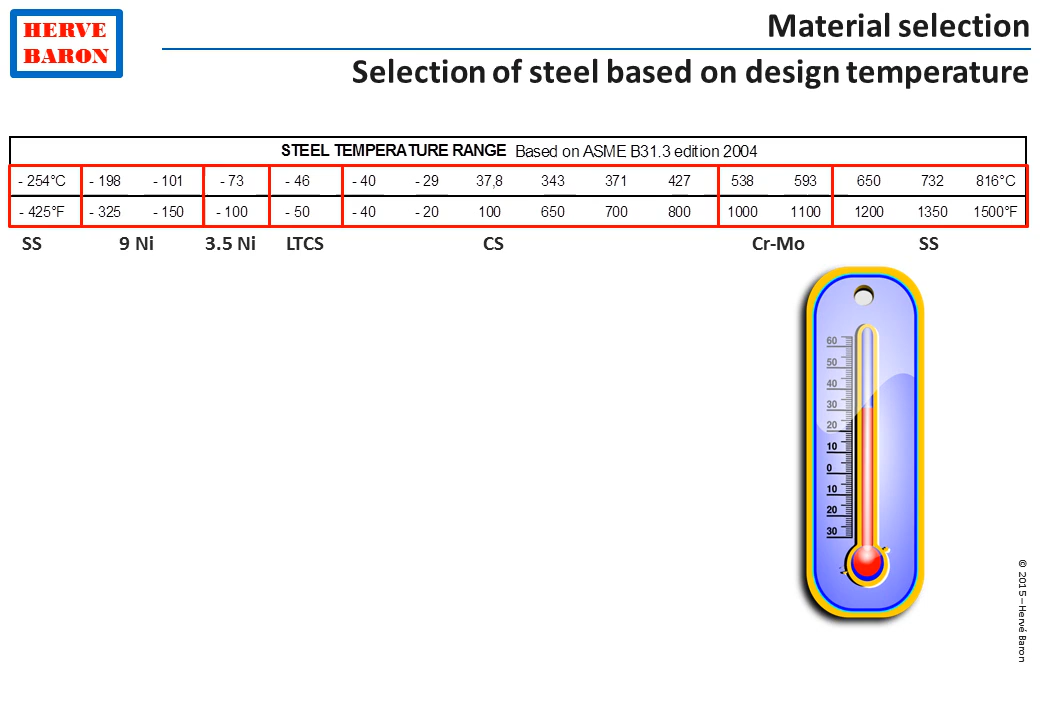 HERVE
BARON
Material selection
Selection of steel based on design temperature
STEEL TEMPERATURE RANGE Based on ASME B31.3 edition 2004
- 254°C - 198 - 101 - 73 - 46 - 40 - 29 37,8 343 371 427 538 593 650 732 816°C
- 425°F - 325 - 150 - 100 - 50 - 40 - 20 100 650 700 800 1000 1100 1200 1350 1500°F
SS 9 Ni 3.5 Ni LTCS CS Cr-Mo SS
60
50
40
30
20
10
0
10
20
30
© 2015 – Hervé Baron